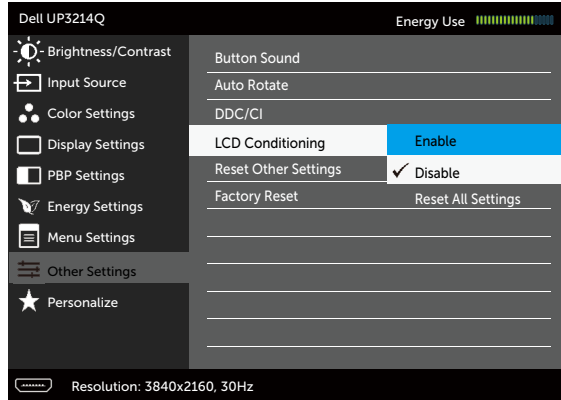 Dell UP3214Q
Energy Use
Brightness/Contrast
Input Source
Color Settings
Display Settings
PBP Settings
Energy Settings
Menu Settings
Other Settings
Personalize
Button Sound
Auto Rotate
DDC/CI
LCD Conditioning
Reset Other Settings
Factory Reset
Enable
Disable
Reset All Settings
Resolution: 3840x2160, 30Hz